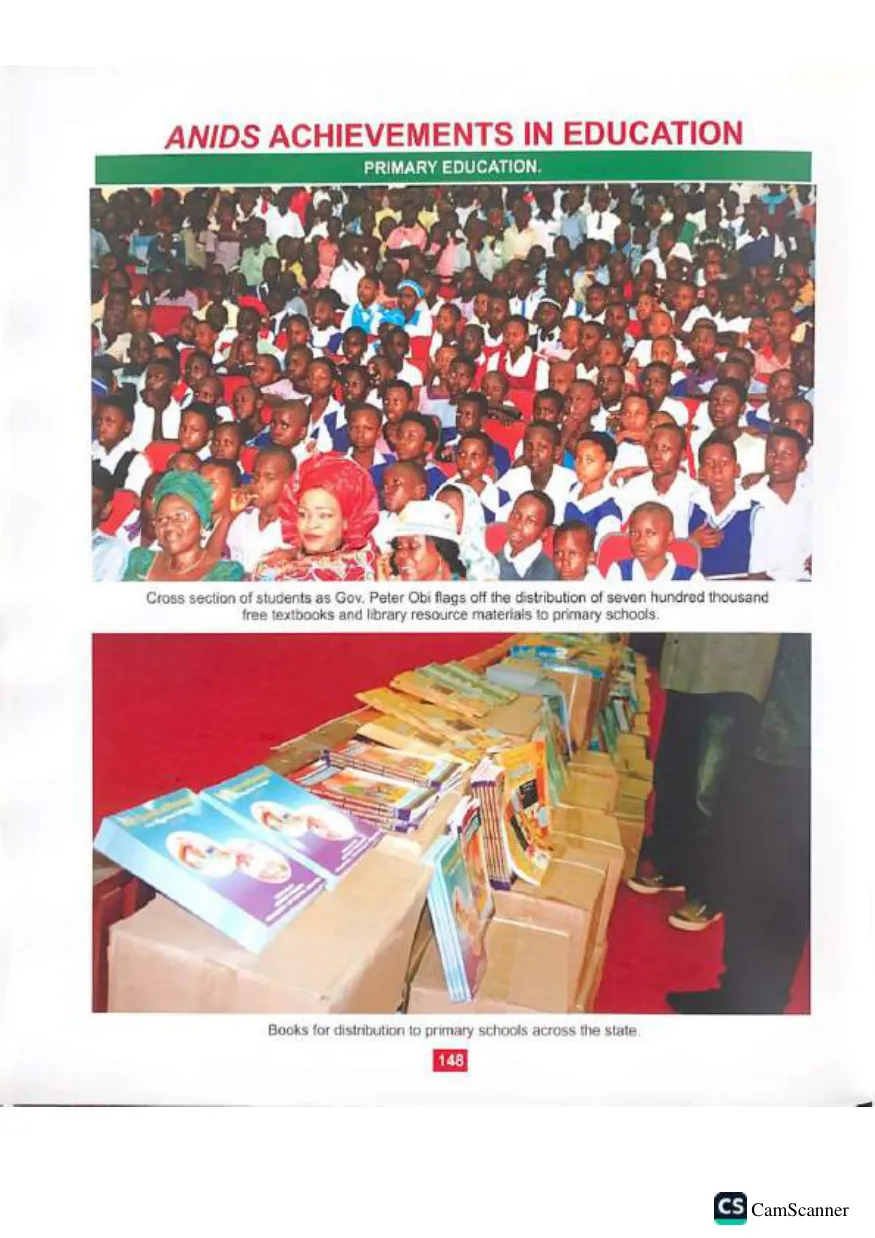 ANIDS ACHIEVEMENTS IN EDUCATION
PRIMARY EDUCATION.
Cross section of students as Gov. Peter Obi flags off the distribution of seven hundred thousand
free textbooks and library resource materials to primary schools.
Books for distribution to primary schools across the state.
148
CS CamScanner